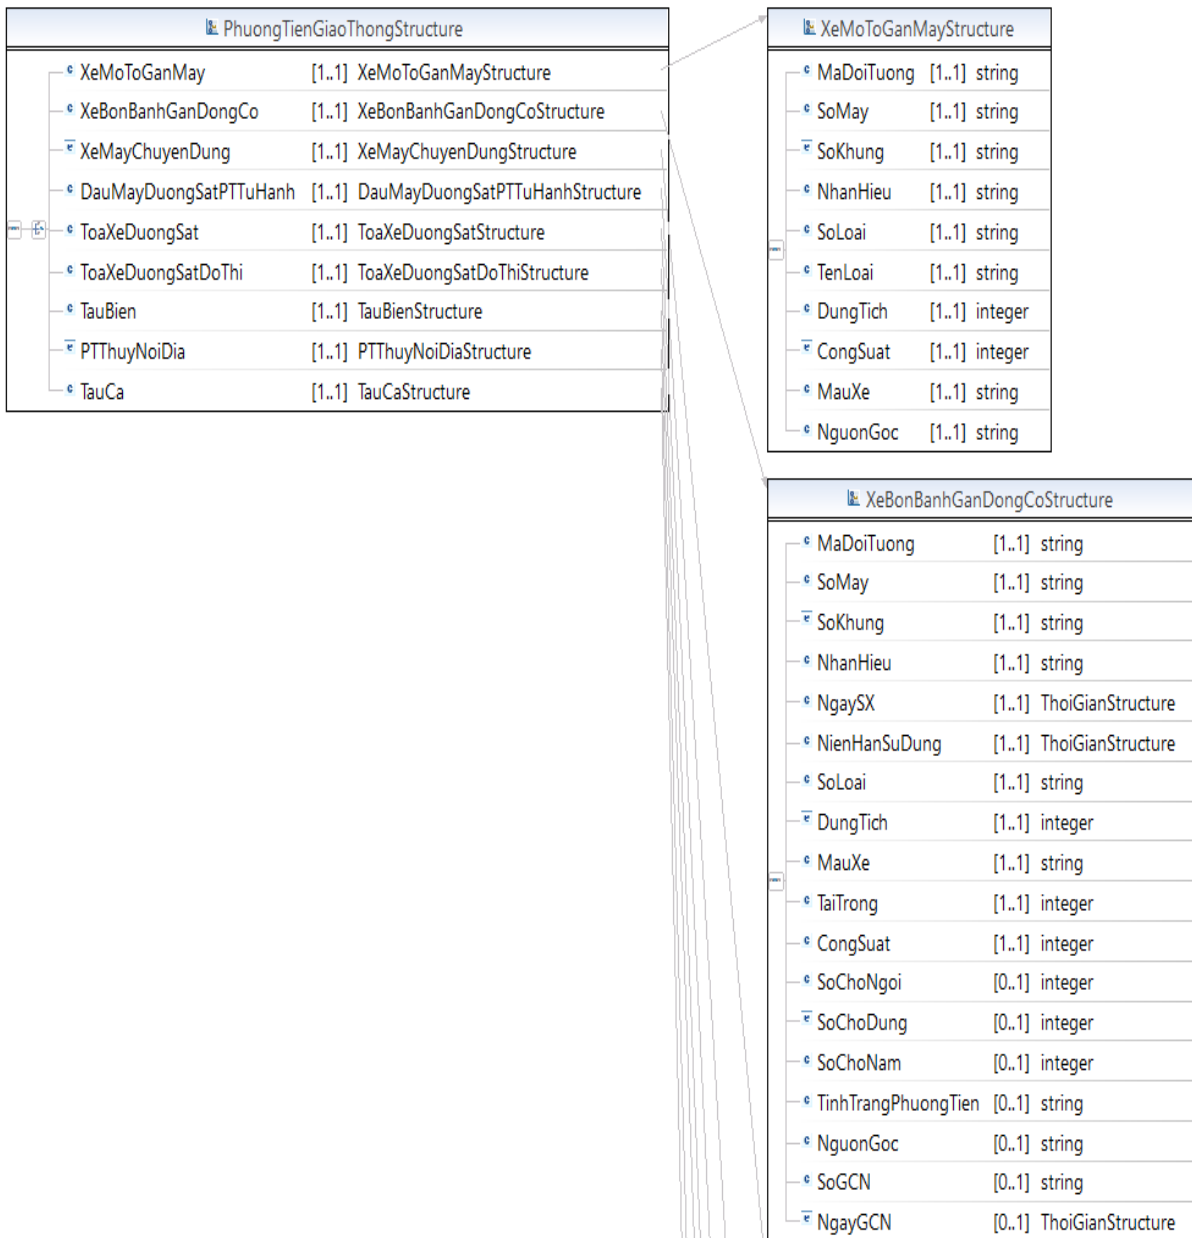 PhuongTienGiaoThongStructure
XeMoToGanMay [1..1] XeMoToGanMayStructure
XeBonBanhGanDongCo [1..1] XeBonBanhGanDongCoStructure
XeMayChuyenDung [1..1] XeMayChuyenDungStructure
DauMayDuongSatPTTuHanh [1..1] DauMayDuongSatPTTuHanhStructure
ToaXeDuongSat [1..1] ToaXeDuongSatStructure
ToaXeDuongSatDoThi [1..1] ToaXeDuongSatDoThiStructure
TauBien [1..1] TauBienStructure
PTThuyNoiDia [1..1] PTThuyNoiDiaStructure
TauCa [1..1] TauCaStructure
XeMoToGanMayStructure
MaDoiTuong [1..1] string
SoMay [1..1] string
SoKhung [1..1] string
NhanHieu [1..1] string
SoLoai [1..1] string
TenLoai [1..1] string
DungTich [1..1] integer
CongSuat [1..1] integer
MauXe [1..1] string
NguonGoc [1..1] string
XeBonBanhGanDongCoStructure
MaDoiTuong [1..1] string
SoMay [1..1] string
SoKhung [1..1] string
NhanHieu [1..1] string
NgaySX [1..1] ThoiGianStructure
NienHanSuDung [1..1] ThoiGianStructure
SoLoai [1..1] string
DungTich [1..1] integer
MauXe [1..1] string
TaiTrong [1..1] integer
CongSuat [1..1] integer
SoChoNgoi [0..1] integer
SoChoDung [0..1] integer
SoChoNam [0..1] integer
TinhTrangPhuongTien [0..1] string
NguonGoc [0..1] string
SoGCN [0..1] string
NgayGCN [0..1] ThoiGianStructure